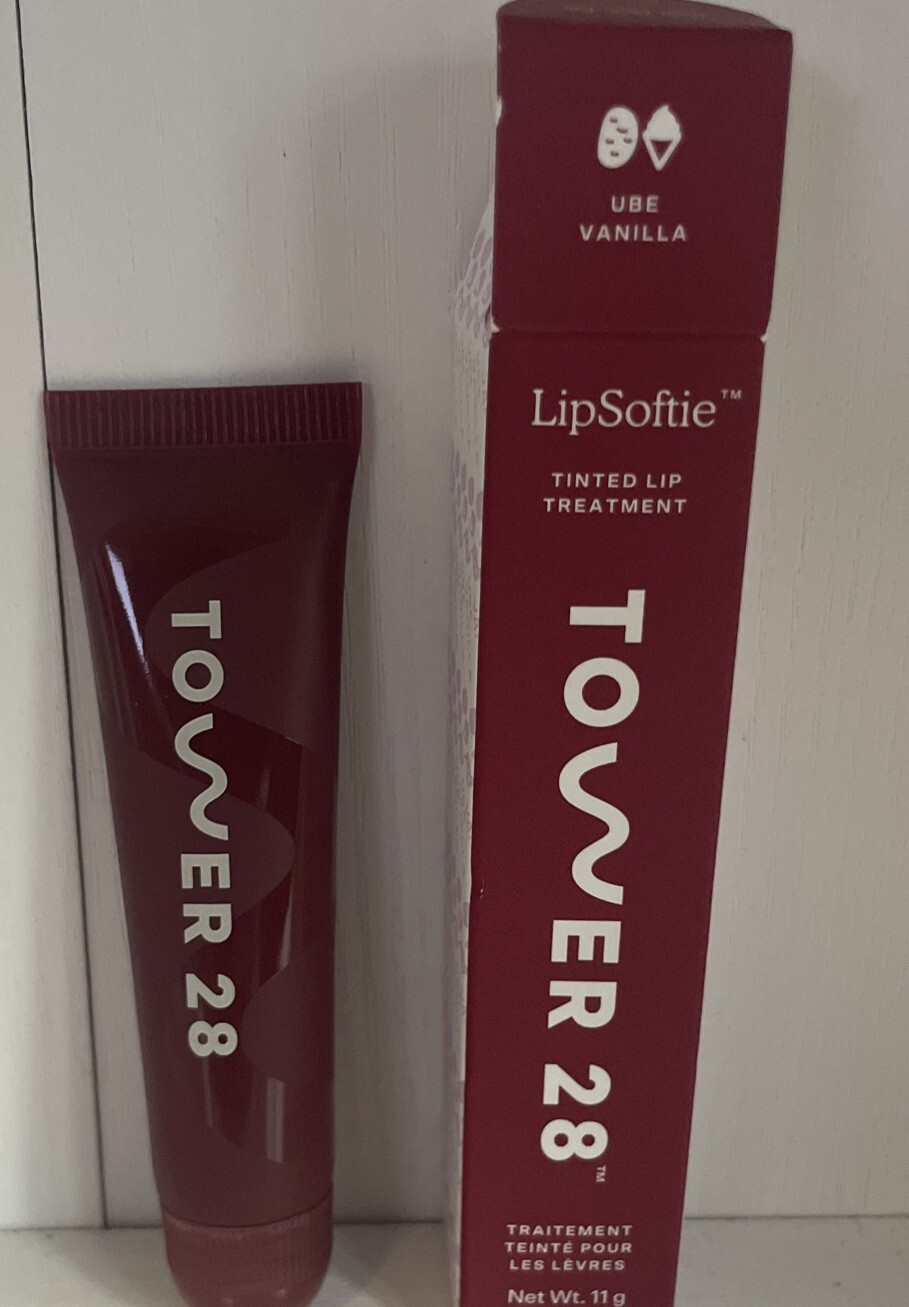 TOWER 28
UBE
VANILLA
LipSoftie™
TINTED LIP
TREATMENT
TOWER 28™
TRAITEMENT
TEINTÉ POUR
LES LÈVRES
Net Wt. 11 g